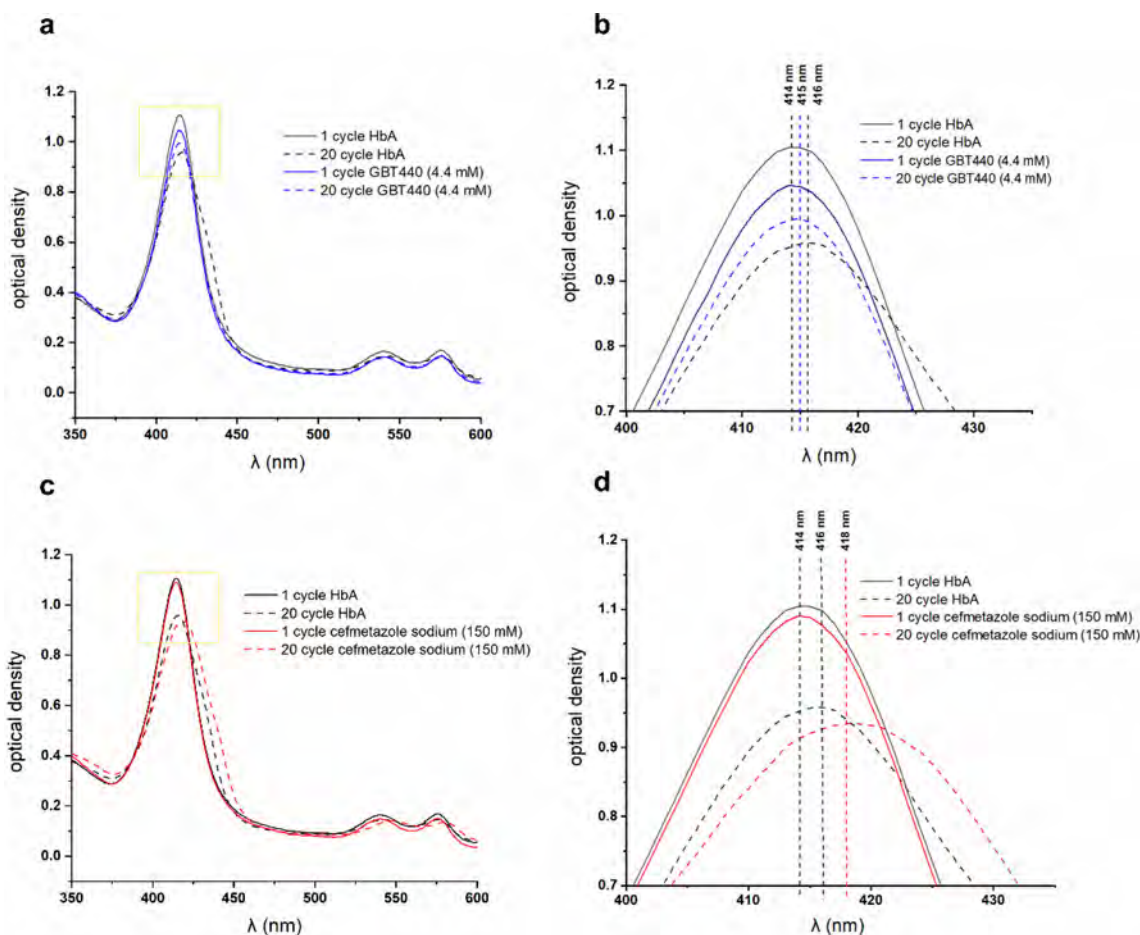 a
1.2
1.0
0.8
0.6
0.4
0.2
0.0
optical density
350 400 450 500 550 600
λ (nm)
1 cycle HbA
20 cycle HbA
1 cycle GBT440 (4.4 mM)
20 cycle GBT440 (4.4 mM)
b
414 nm
415 nm
416 nm
1.2
1.1
1.0
0.9
0.8
0.7
optical density
400 410 420 430
λ (nm)
1 cycle HbA
20 cycle HbA
1 cycle GBT440 (4.4 mM)
20 cycle GBT440 (4.4 mM)
c
1.2
1.0
0.8
0.6
0.4
0.2
0.0
optical density
350 400 450 500 550 600
λ (nm)
1 cycle HbA
20 cycle HbA
1 cycle cefmetazole sodium (150 mM)
20 cycle cefmetazole sodium (150 mM)
d
414 nm
416 nm
418 nm
1.2
1.1
1.0
0.9
0.8
0.7
optical density
400 410 420 430
λ (nm)
1 cycle HbA
20 cycle HbA
1 cycle cefmetazole sodium (150 mM)
20 cycle cefmetazole sodium (150 mM)